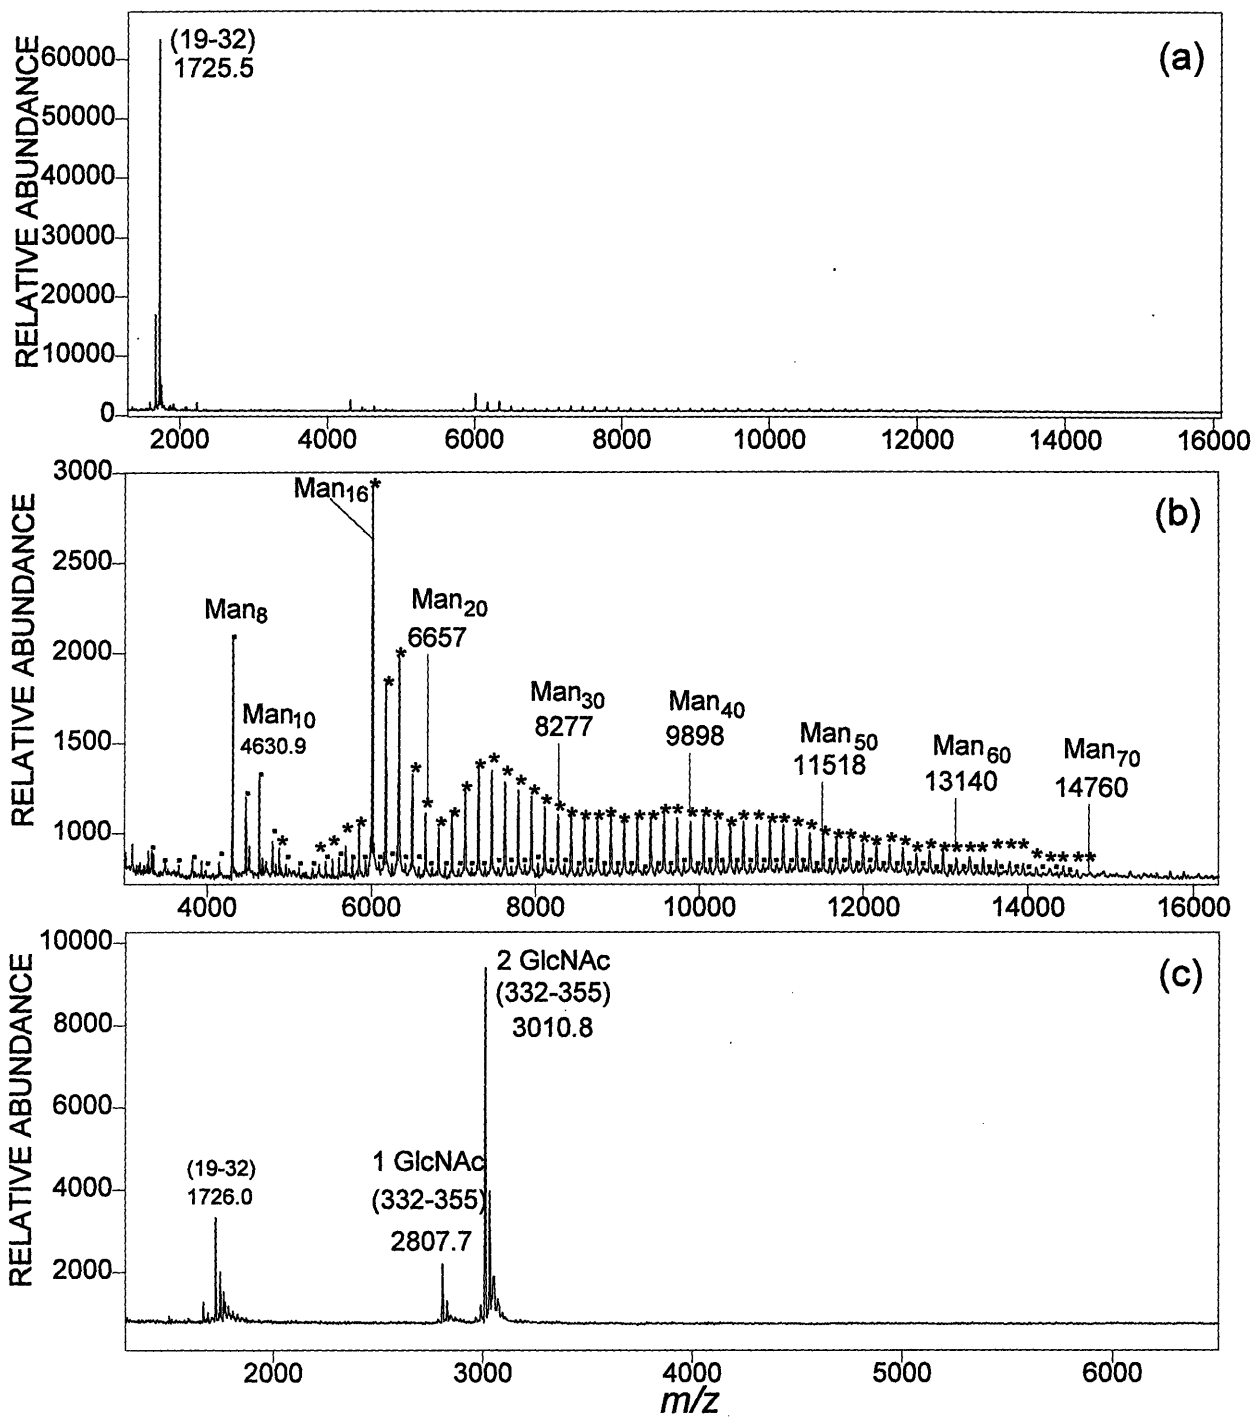 (a)
(19-32)
1725.5
RELATIVE ABUNDANCE
60000
50000
40000
30000
20000
10000
0
2000 4000 6000 8000 10000 12000 14000 16000
(b)
RELATIVE ABUNDANCE
3000
2500
2000
1500
1000
Man16*
Man8
Man10
4630.9
Man20
6657
Man30
8277
Man40
9898
Man50
11518
Man60
13140
Man70
14760
4000 6000 8000 10000 12000 14000 16000
(c)
RELATIVE ABUNDANCE
10000
8000
6000
4000
2000
2 GlcNAc
(332-355)
3010.8
1 GlcNAc
(332-355)
2807.7
(19-32)
1726.0
2000 3000 4000 5000 6000
m/z